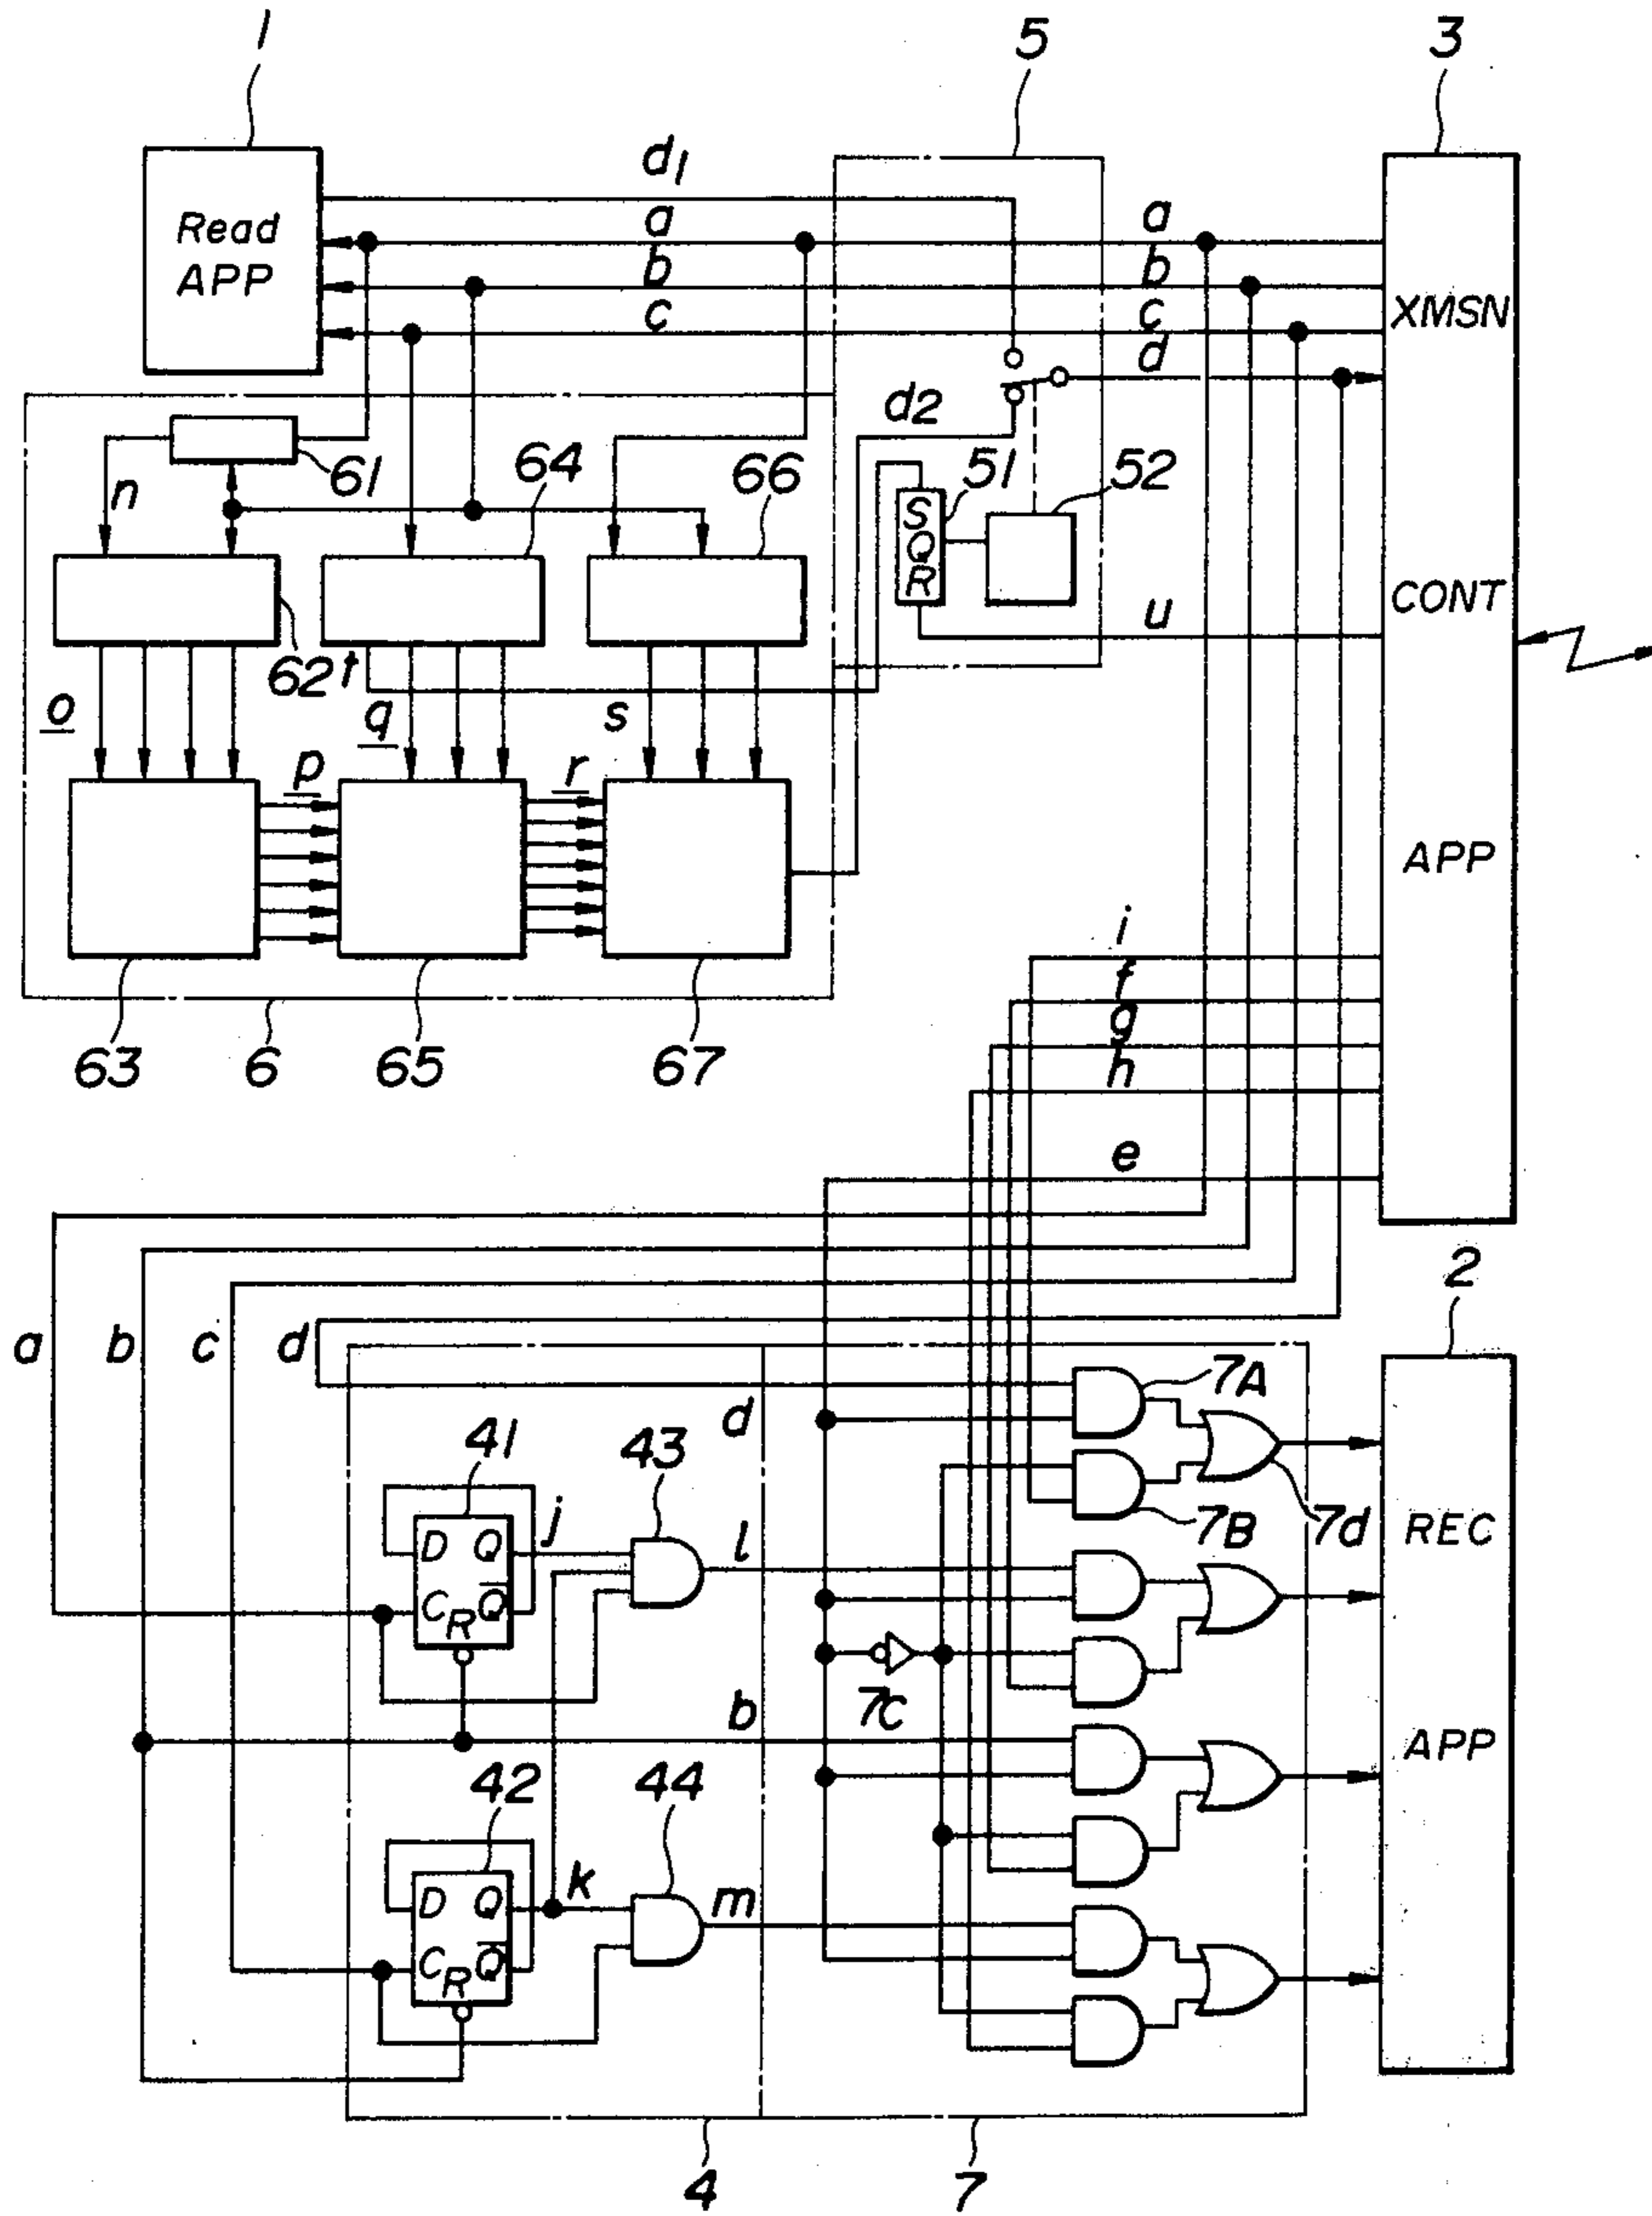 1
5
3
d1
Read
APP
a
a
b
b
c
c
d
XMSN
d2
61
64
66
51
52
n
S
Q
R
CONT
u
62
t
o
q
s
p
r
APP
i
f
g
h
63
6
65
67
e
2
a
b
c
d
7A
d
41
43
7B
7d
REC
D
Q
j
l
C
R
Q̅
7C
b
APP
42
44
D
Q
k
m
C
R
Q̅
4
7